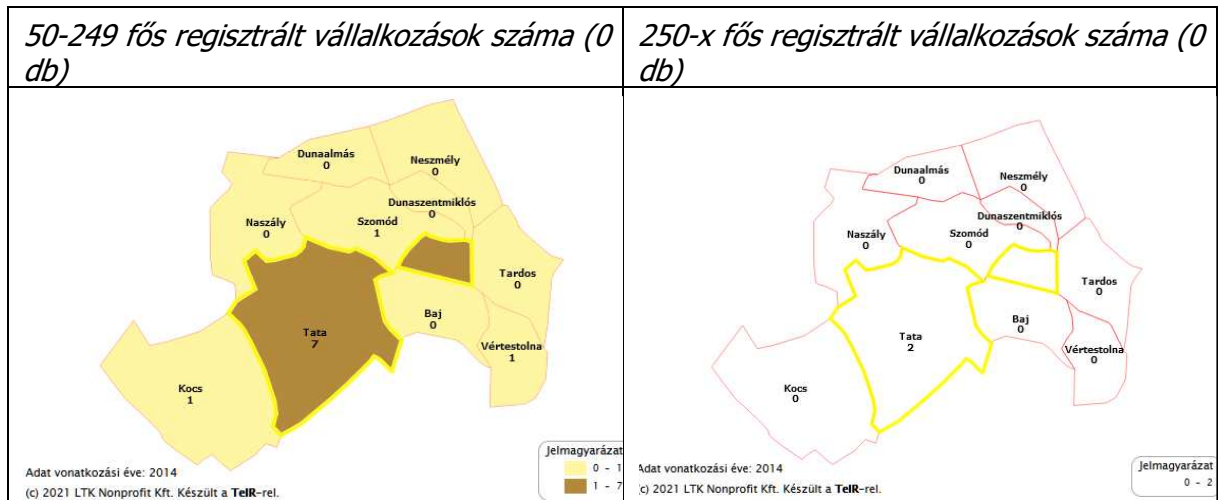 50-249 fős regisztrált vállalkozások száma (0
db)
250-x fős regisztrált vállalkozások száma (0
db)
Dunaalmás
0
Neszmély
0
Dunaszentmiklós
0
Naszály
0
Szomód
1
Tardos
0
Baj
0
Tata
7
Vértestolna
1
Kocs
1
Adat vonatkozási éve: 2014
(c) 2021 LTK Nonprofit Kft. Készült a TeIR-rel.
Jelmagyarázat
0 - 1
1 - 7
Dunaalmás
0
Neszmély
0
Dunaszentmiklós
0
Naszály
0
Szomód
0
Tardos
0
Baj
0
Tata
2
Vértestolna
0
Kocs
0
Adat vonatkozási éve: 2014
(c) 2021 LTK Nonprofit Kft. Készült a TeIR-rel.
Jelmagyarázat
0 - 2